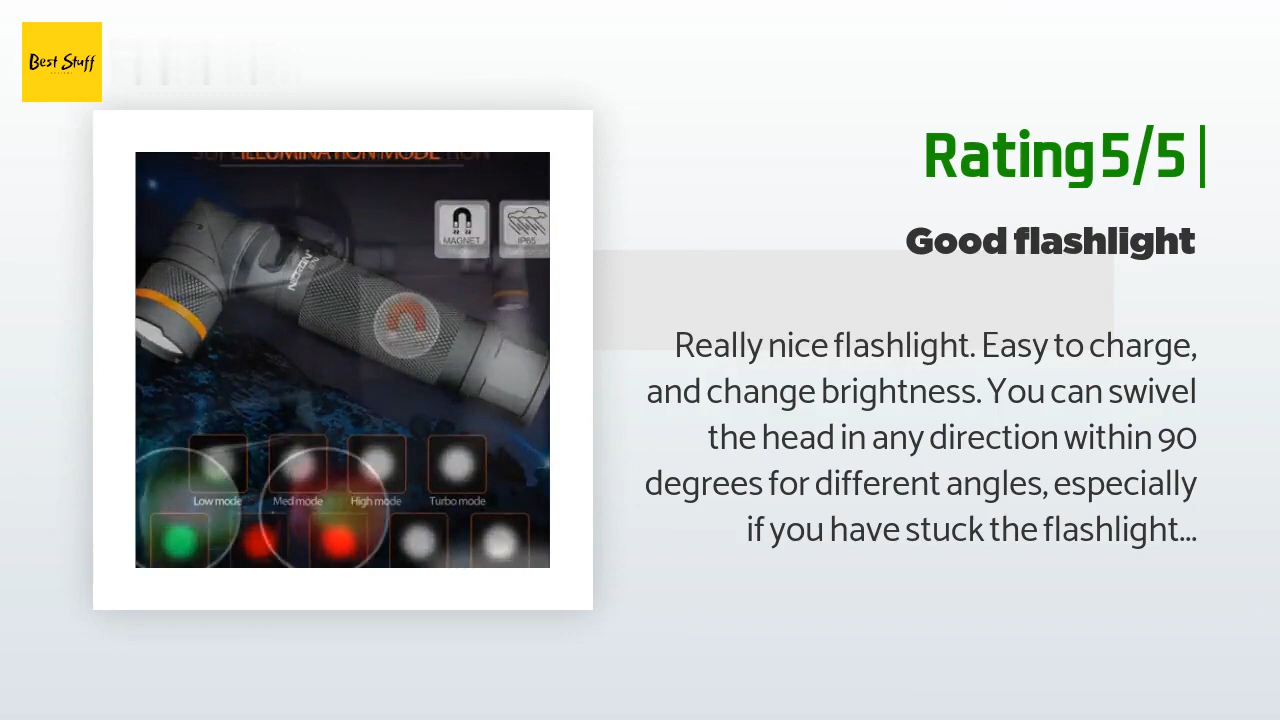 Best Stuff
ILLUMINATION MODE
MAGNET
IP65
Low mode
Med mode
High mode
Turbo mode
Rating 5/5 |
Good flashlight
Really nice flashlight. Easy to charge,
and change brightness. You can swivel
the head in any direction within 90
degrees for different angles, especially
if you have stuck the flashlight...